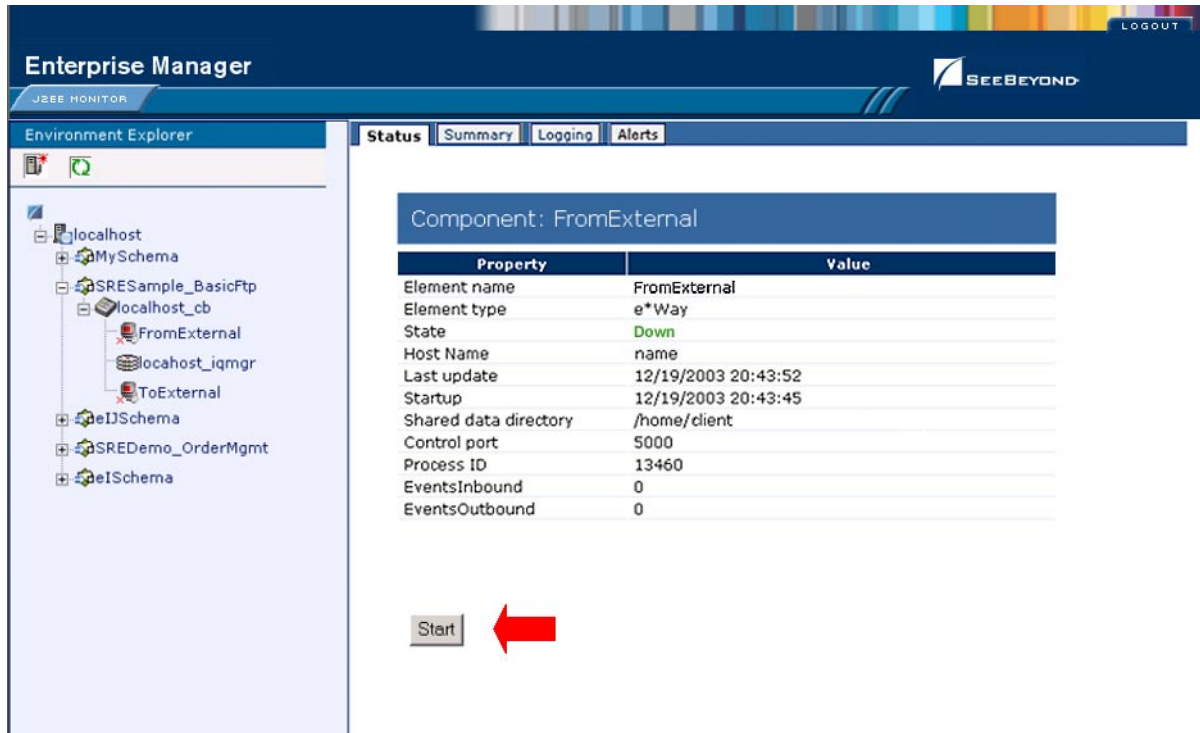 LOGOUT
Enterprise Manager
SEEBEYOND
J2EE MONITOR
Environment Explorer
Status Summary Logging Alerts
localhost
MySchema
SRESample_BasicFtp
localhost_cb
FromExternal
locahost_iqmgr
ToExternal
eIJSchema
SREDemo_OrderMgmt
eISchema
Component: FromExternal
Property Value
Element name FromExternal
Element type e*Way
State Down
Host Name name
Last update 12/19/2003 20:43:52
Startup 12/19/2003 20:43:45
Shared data directory /home/client
Control port 5000
Process ID 13460
EventsInbound 0
EventsOutbound 0
Start